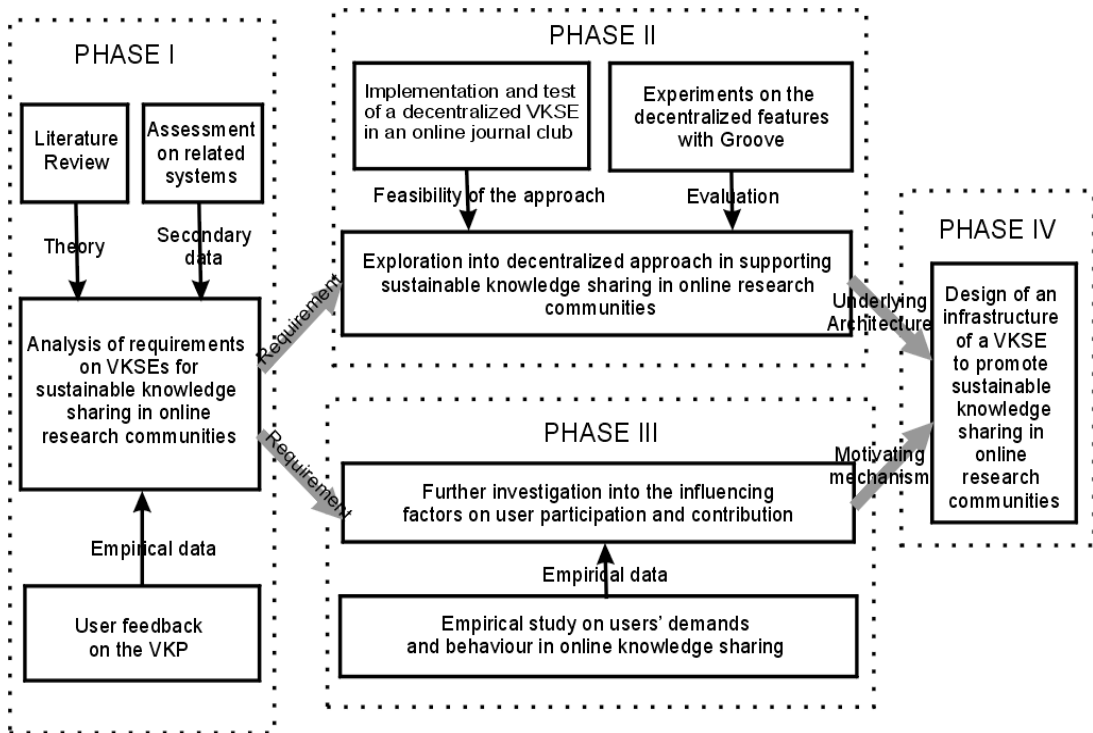 PHASE I
Literature
Review
Assessment
on related
systems
Theory
Secondary
data
Analysis of requirements
on VKSEs for
sustainable knowledge
sharing in online
research communities
Empirical data
User feedback
on the VKP
Requirement
Requirement
PHASE II
Implementation and test
of a decentralized VKSE
in an online journal club
Experiments on the
decentralized features
with Groove
Feasibility of the approach
Evaluation
Exploration into decentralized approach in supporting
sustainable knowledge sharing in online research
communities
PHASE III
Further investigation into the influencing
factors on user participation and contribution
Empirical data
Empirical study on users' demands
and behaviour in online knowledge sharing
Underlying
Architecture
Motivating
mechanism
PHASE IV
Design of an
infrastructure
of a VKSE
to promote
sustainable
knowledge
sharing in
online
research
communities